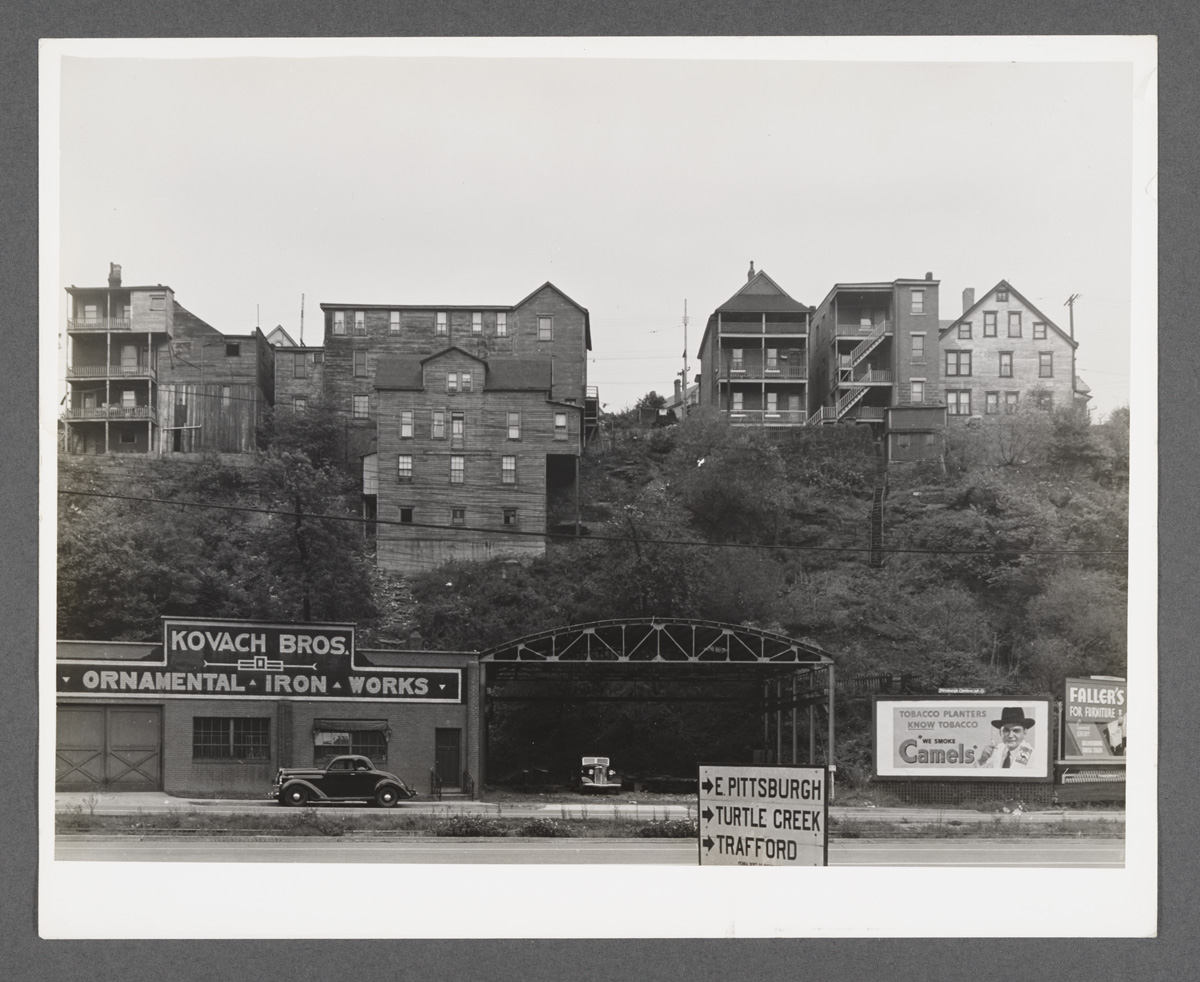 KOVACH BROS.
ORNAMENTAL IRON WORKS
TOBACCO PLANTERS
KNOW TOBACCO
"WE SMOKE
Camels"
FALLER'S
FOR FURNITURE
E. PITTSBURGH
TURTLE CREEK
TRAFFORD